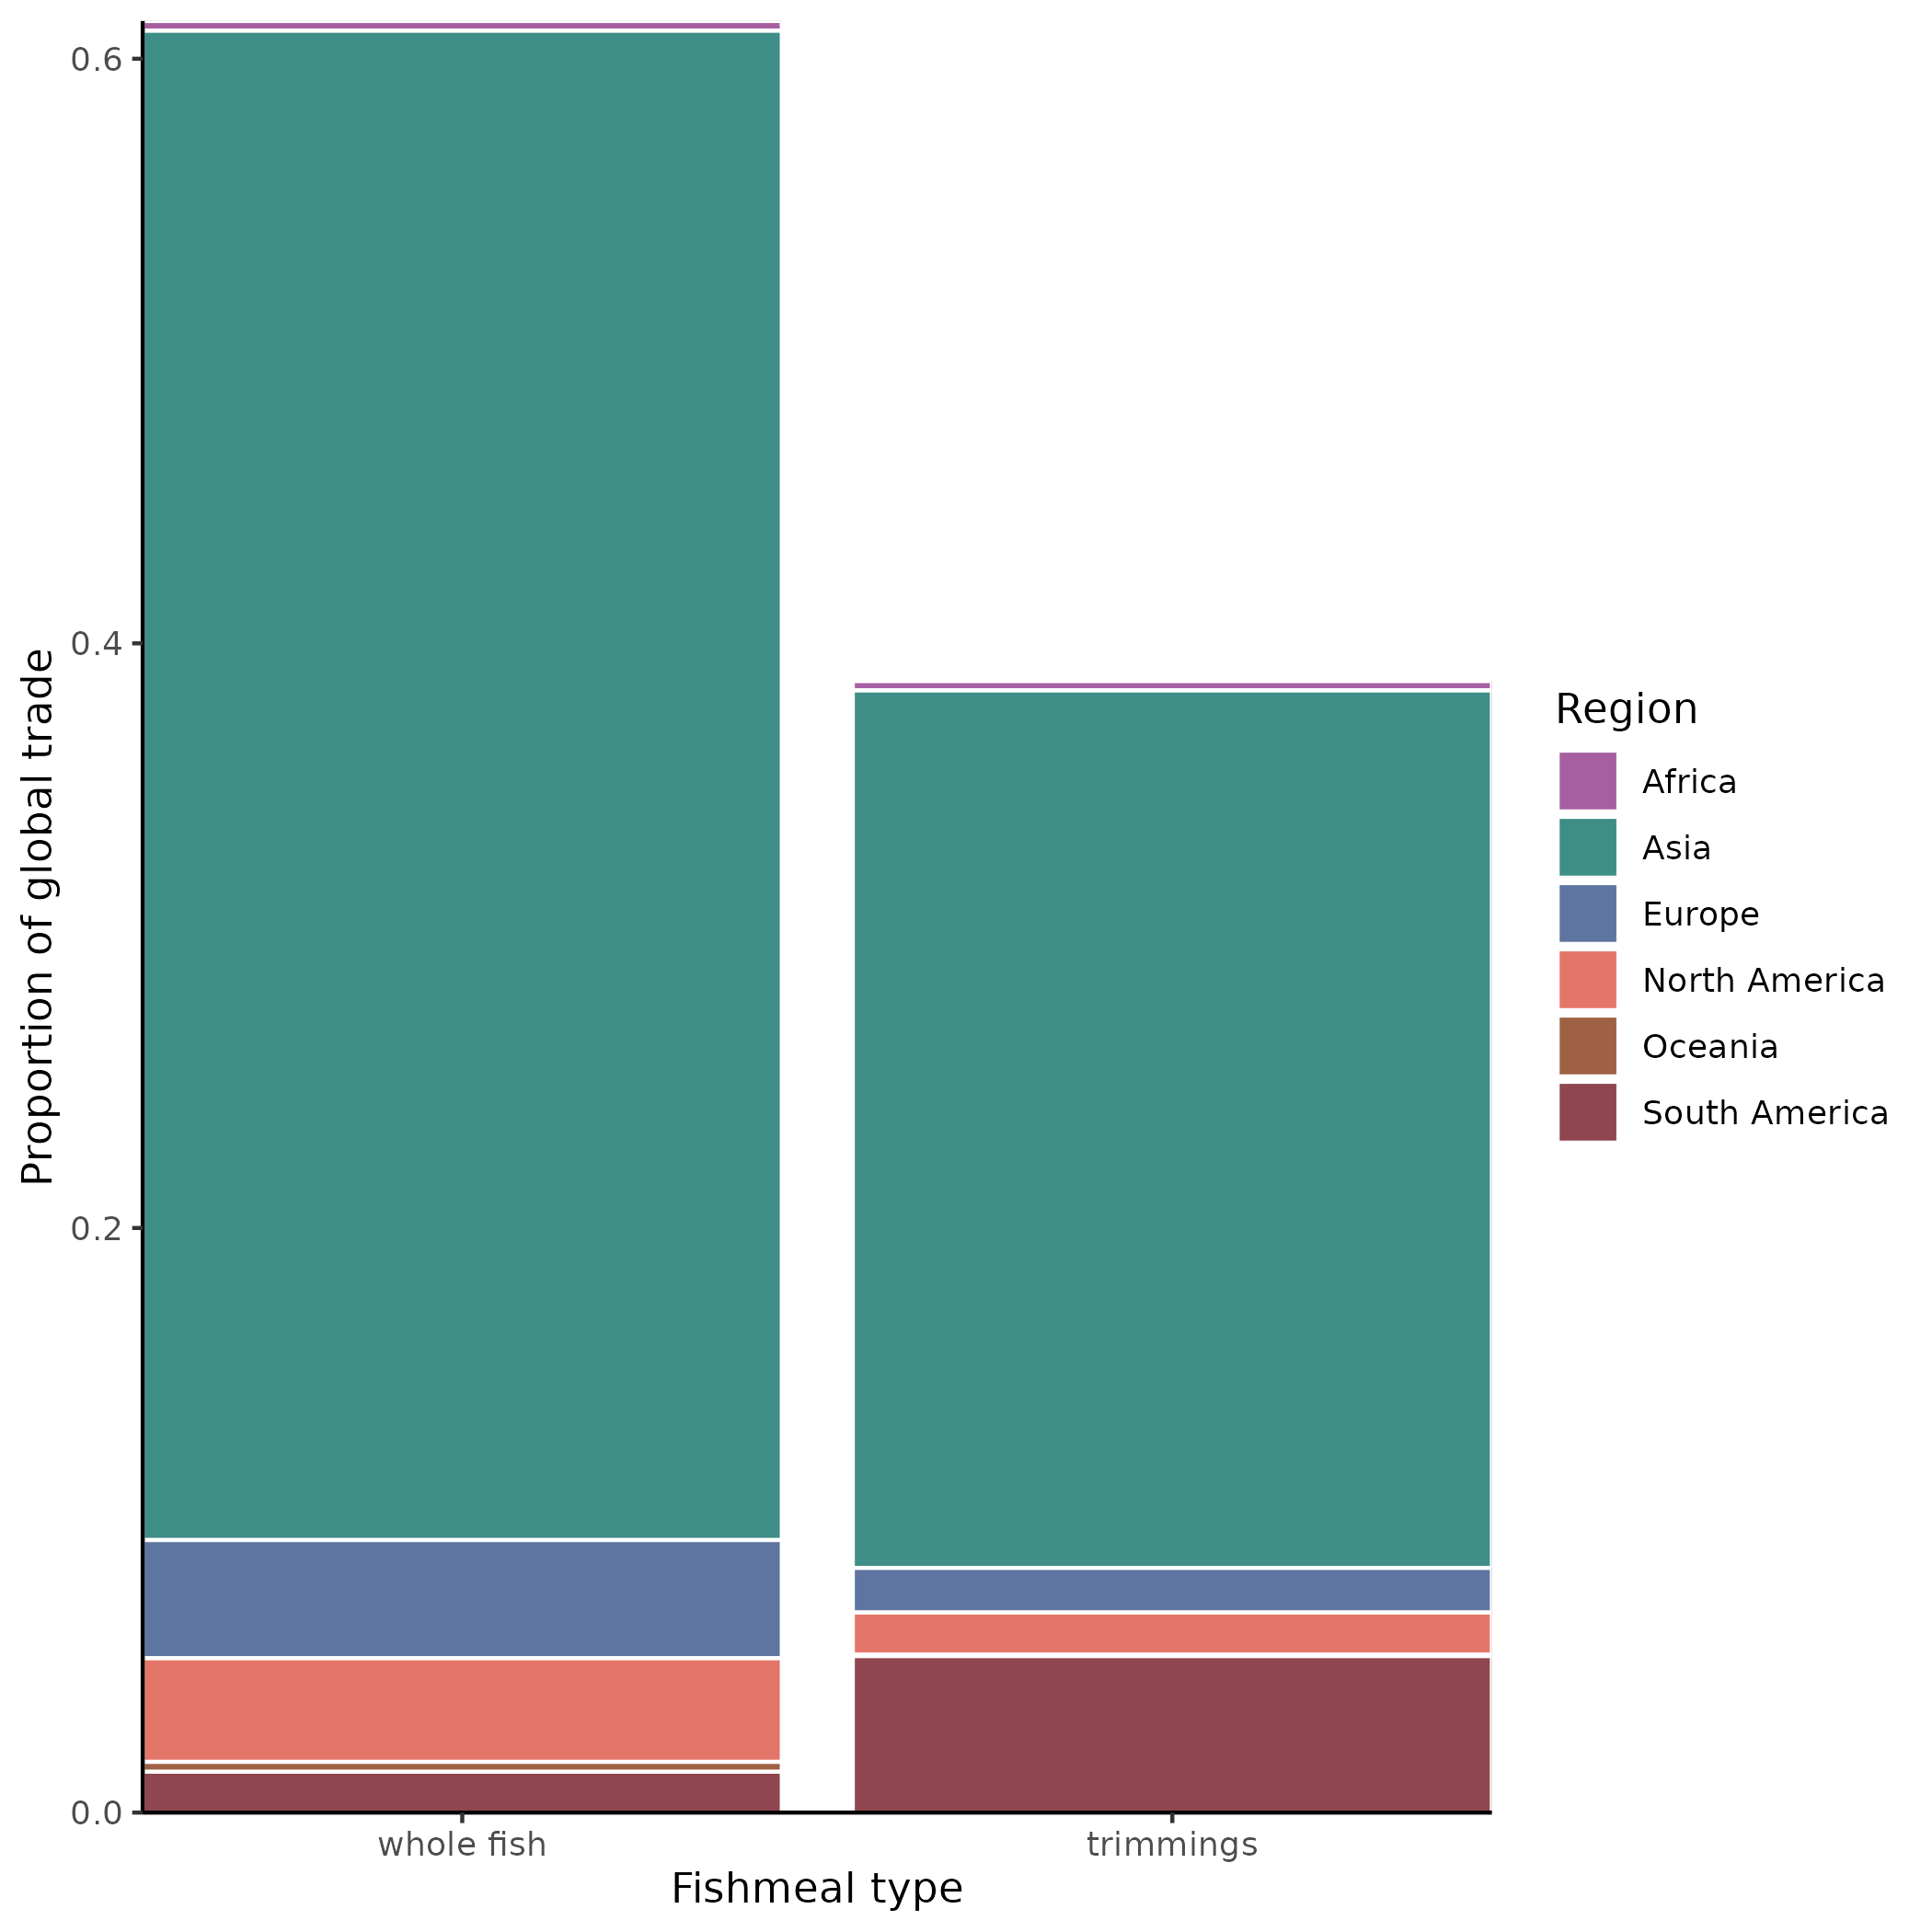 Proportion of global trade
0.6
0.4
0.2
0.0
whole fish
trimmings
Fishmeal type
Region
Africa
Asia
Europe
North America
Oceania
South America